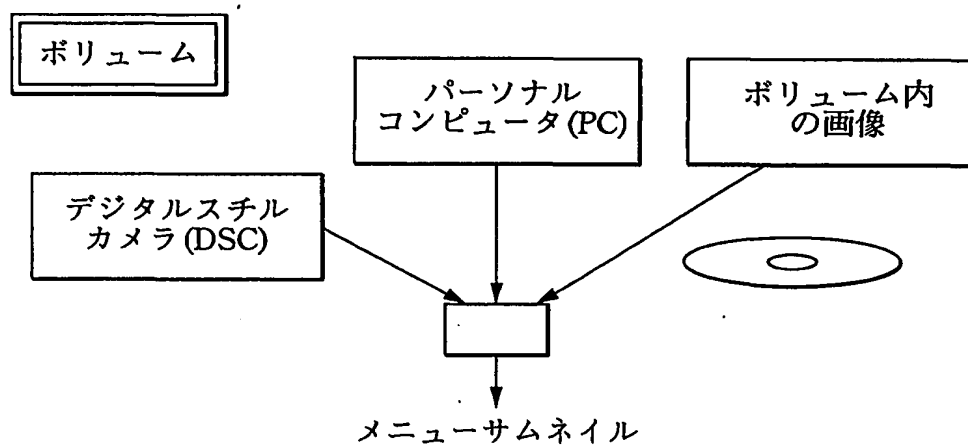 ボリューム
パーソナル
コンピュータ(PC)
ボリューム内
の画像
デジタルスチル
カメラ(DSC)
メニューサムネイル